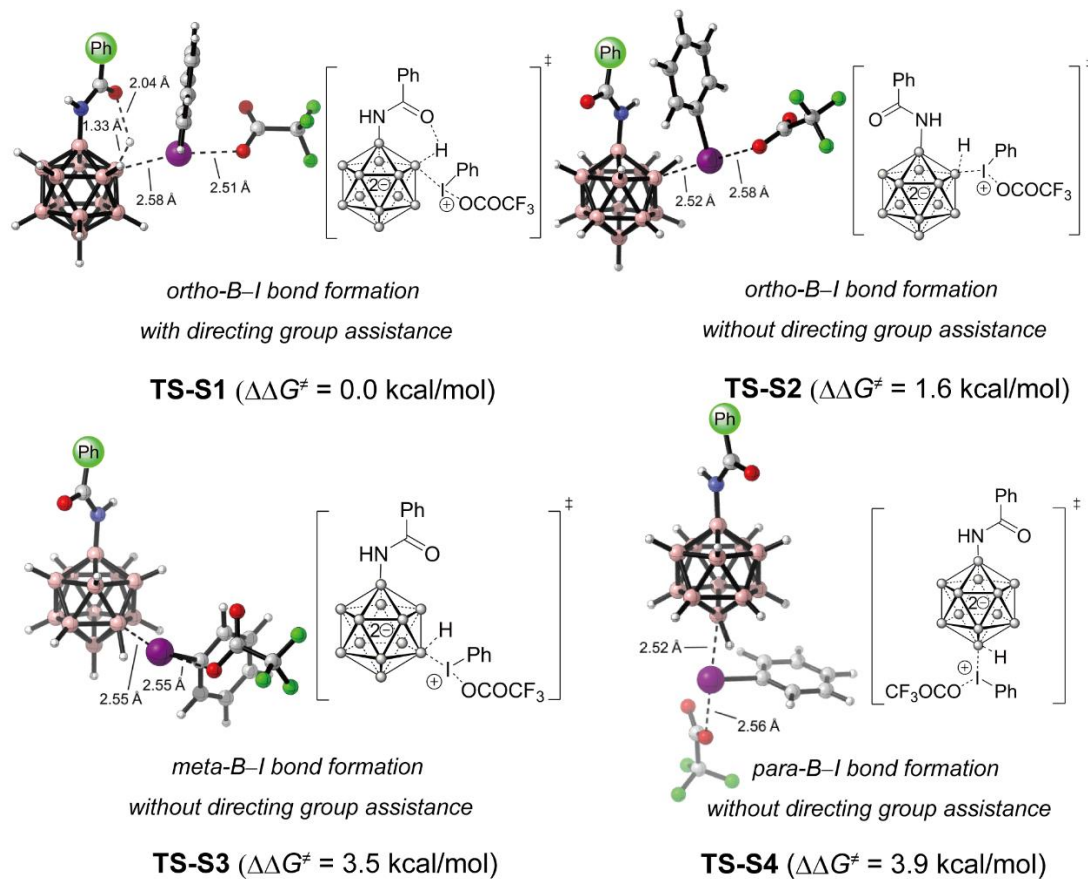 Ph
2.04 Å
1.33 Å
2.58 Å
2.51 Å
Ph
HN
O
H
2⊖
Ph
I
⊕
OCOCF3
‡
ortho-B–I bond formation
with directing group assistance
TS-S1 (ΔΔG≠ = 0.0 kcal/mol)
Ph
2.52 Å
2.58 Å
Ph
O
NH
H
2⊖
Ph
I
⊕
OCOCF3
‡
ortho-B–I bond formation
without directing group assistance
TS-S2 (ΔΔG≠ = 1.6 kcal/mol)
Ph
2.55 Å
2.55 Å
Ph
HN
O
2⊖
H
Ph
I
⊕
OCOCF3
‡
meta-B–I bond formation
without directing group assistance
TS-S3 (ΔΔG≠ = 3.5 kcal/mol)
Ph
2.52 Å
2.56 Å
Ph
HN
O
2⊖
H
⊕
I
CF3OCO
Ph
‡
para-B–I bond formation
without directing group assistance
TS-S4 (ΔΔG≠ = 3.9 kcal/mol)